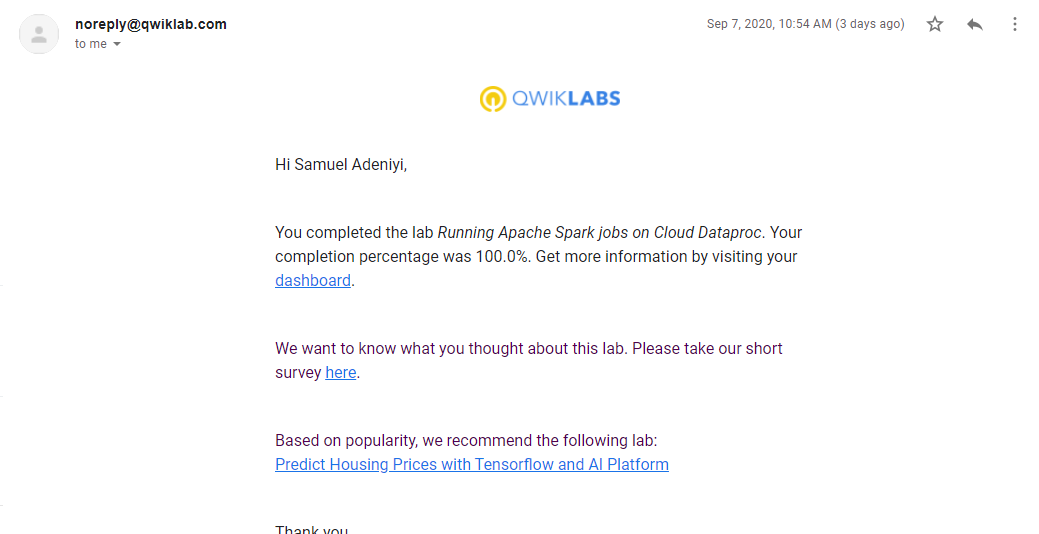 noreply@qwiklab.com
Sep 7, 2020, 10:54 AM (3 days ago)
to me
QWIKLABS
Hi Samuel Adeniyi,
You completed the lab Running Apache Spark jobs on Cloud Dataproc. Your
completion percentage was 100.0%. Get more information by visiting your
dashboard.
We want to know what you thought about this lab. Please take our short
survey here.
Based on popularity, we recommend the following lab:
Predict Housing Prices with Tensorflow and AI Platform
Thank you